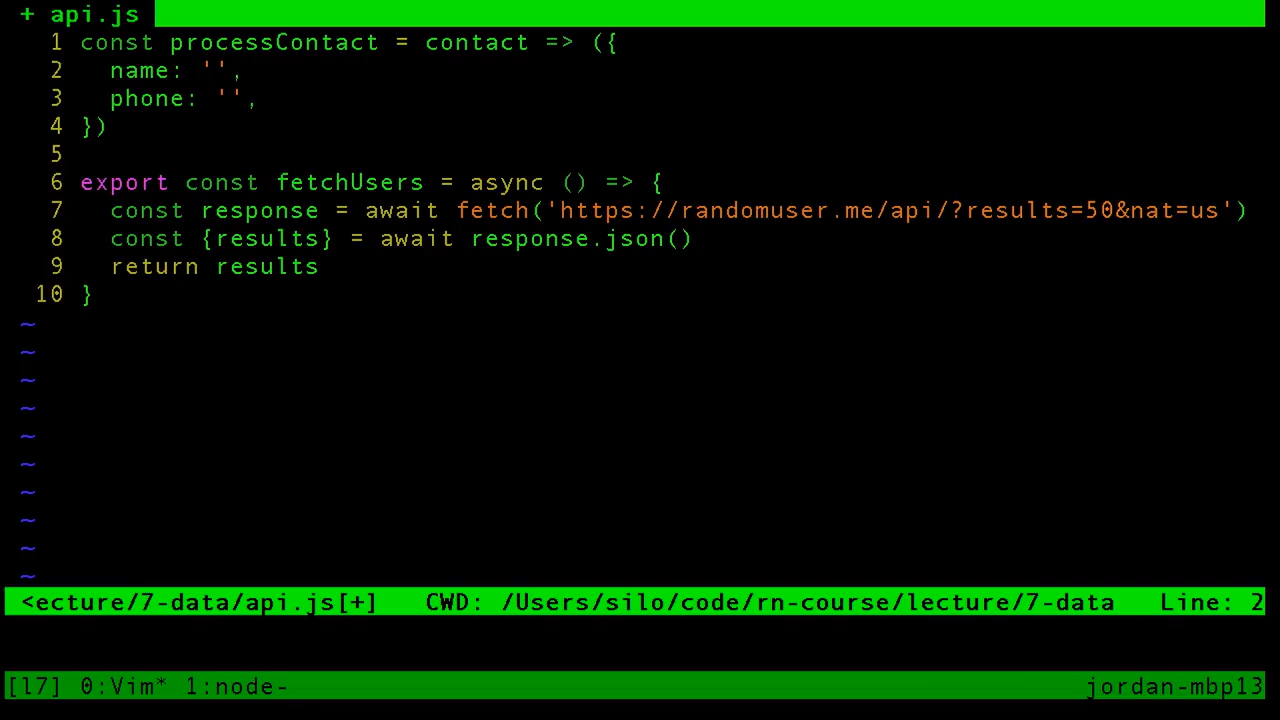 + api.js
1 const processContact = contact => ({
2   name: '',
3   phone: '',
4 })
5
6 export const fetchUsers = async () => {
7   const response = await fetch('https://randomuser.me/api/?results=50&nat=us')
8   const {results} = await response.json()
9   return results
10 }
~
~
~
~
~
~
~
~
~
~
<ecture/7-data/api.js[+]   CWD: /Users/silo/code/rn-course/lecture/7-data   Line: 2
[l7] 0:Vim* 1:node- jordan-mbp13